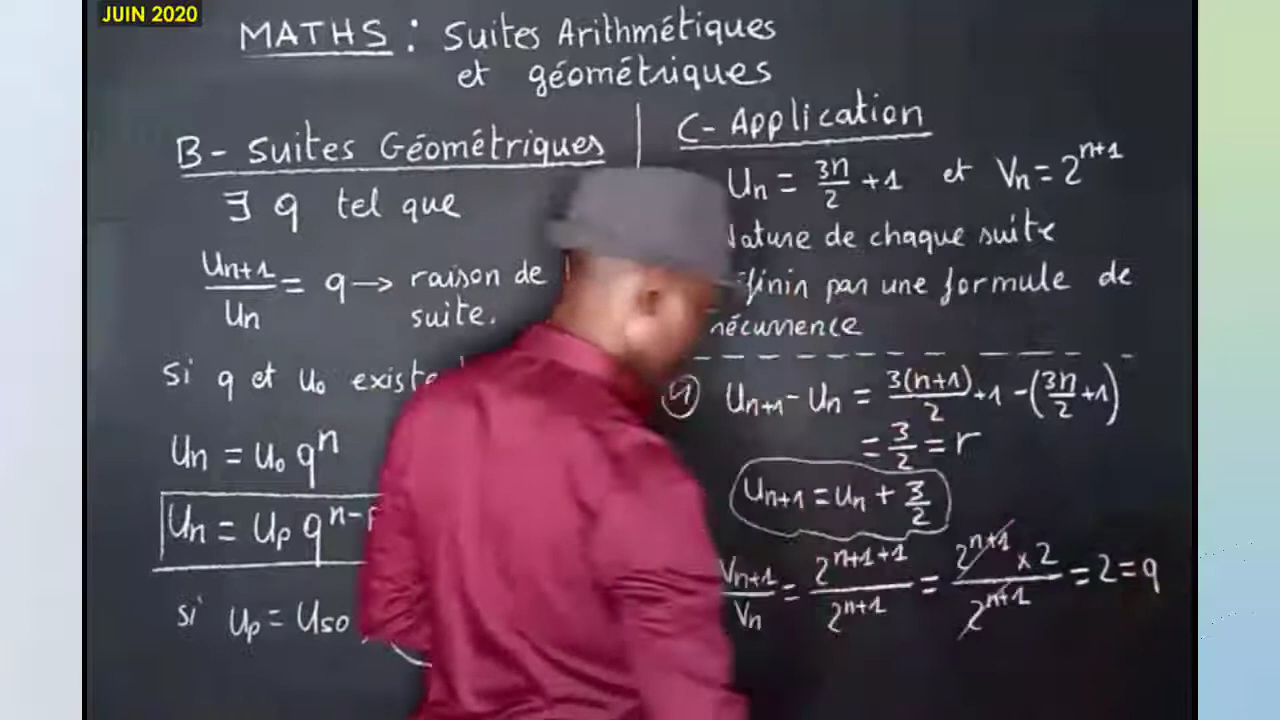 JUIN 2020
MATHS : Suites Arithmétiques
et géométriques
B - Suites Géométriques
∃ q tel que
Un+1/Un = q → raison de
suite.
si q et u₀ existe
Un = u₀ qⁿ
Un = Up q^n-
si Up = U50
C - Application
Un = 3n/2 + 1 et Vn = 2^n+1
Nature de chaque suite
par une formule de
récurrence
Un+1 - Un = 3(n+1)/2 + 1 - (3n/2 + 1)
= 3/2 = r
Un+1 = Un + 3/2
Vn+1/Vn = 2^n+1+1/2^n+1 = 2^n+1 × 2/2^n+1 = 2 = q